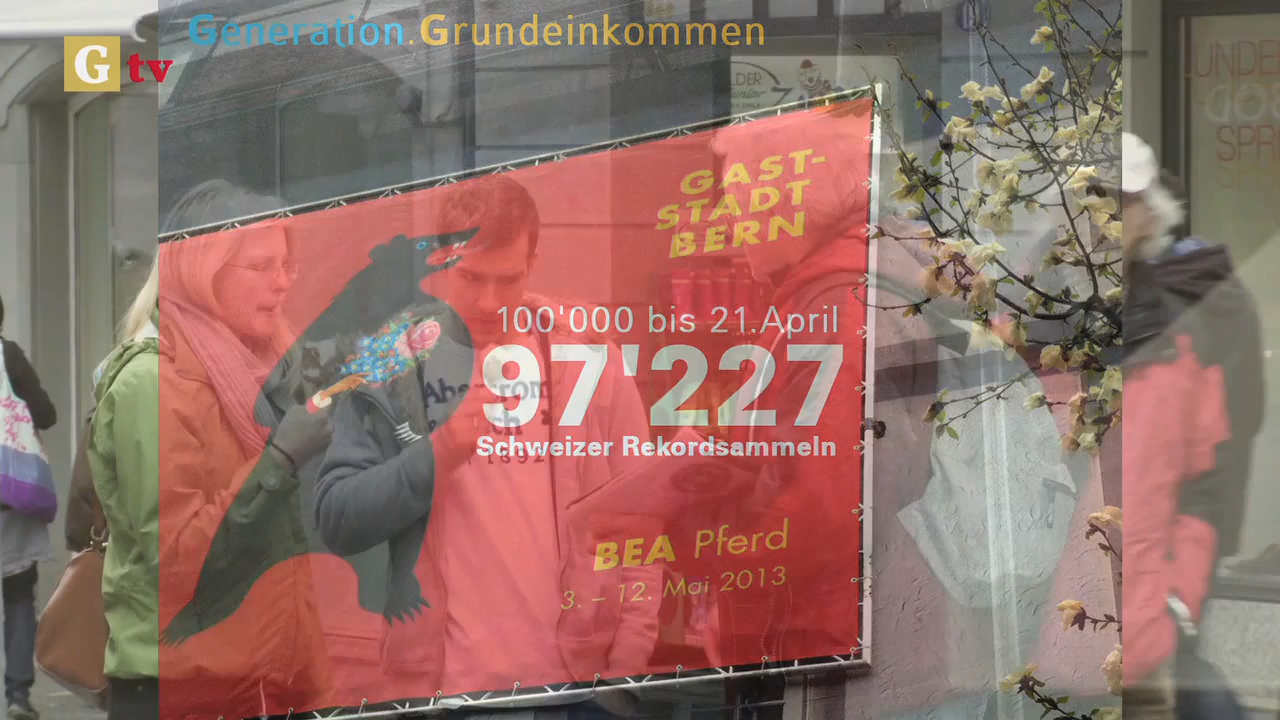 Generation.Grundeinkommen
G tv
GAST-
STADT
BERN
100'000 bis 21.April
97'227
Schweizer Rekordsammeln
BEA Pferd
3. – 12. Mai 2013